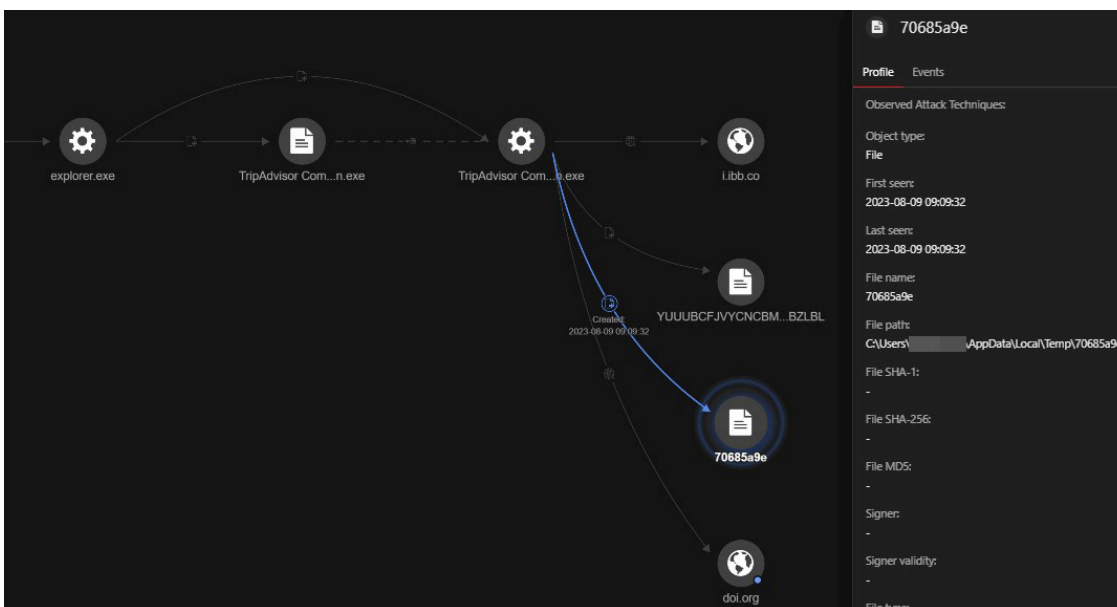 explorer.exe
TripAdvisor Com...n.exe
TripAdvisor Com...n.exe
i.ibb.co
YUUUBCFJVYCNCBM...BZLBL
Created:
2023-08-09 09:09:32
70685a9e
doi.org
70685a9e
Profile Events
Observed Attack Techniques:
Object type:
File
First seen:
2023-08-09 09:09:32
Last seen:
2023-08-09 09:09:32
File name:
70685a9e
File path:
C:\Users\ \AppData\Local\Temp\70685a9
File SHA-1:
-
File SHA-256:
-
File MD5:
-
Signer:
-
Signer validity:
-